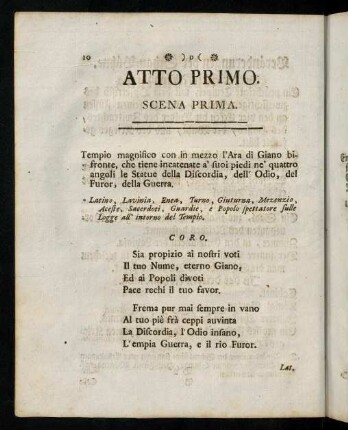 10 )o(
ATTO PRIMO.
SCENA PRIMA.
Tempio magnifico con in mezzo l'Ara di Giano bi-
fronte, che tiene incatenate a' suoi piedi ne' quattro
angoli le Statue della Discordia, dell' Odio, del
Furor, della Guerra.
Latino, Lavinia, Enea, Turno, Giuturna, Mezenzio,
Aceste, Sacerdoti, Guardie, e Popolo spettatore sulle
Logge all' intorno del Tempio.
CORO.
Sia propizio ai nostri voti
Il tuo Nume, eterno Giano,
Ed ai Popoli divoti
Pace rechi il tuo favor.
Frema pur mai sempre in vano
Al tuo piè frà ceppi auvinta
La Discordia, l'Odio insano,
L'empia Guerra, e il rio Furor.
Lat.